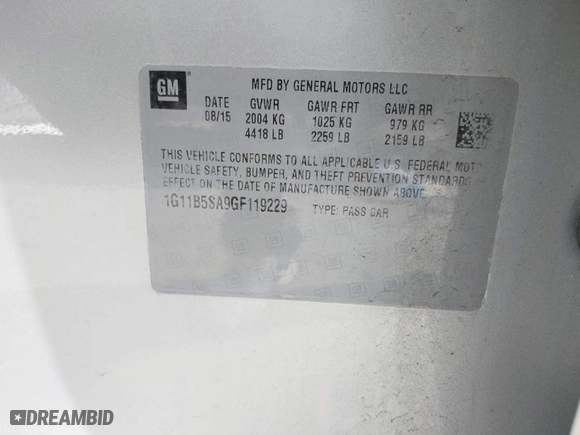 GM
MFD BY GENERAL MOTORS LLC
DATE GVWR GAWR FRT GAWR RR
08/15 2004 KG 1025 KG 979 KG
4418 LB 2259 LB 2159 LB
THIS VEHICLE CONFORMS TO ALL APPLICABLE U.S. FEDERAL MOT
VEHICLE SAFETY, BUMPER, AND THEFT PREVENTION STANDARDS
EFFECT ON THE DATE OF MANUFACTURE SHOWN ABOVE.
1G11B5SA9GF119229 TYPE: PASS CAR
DREAMBID